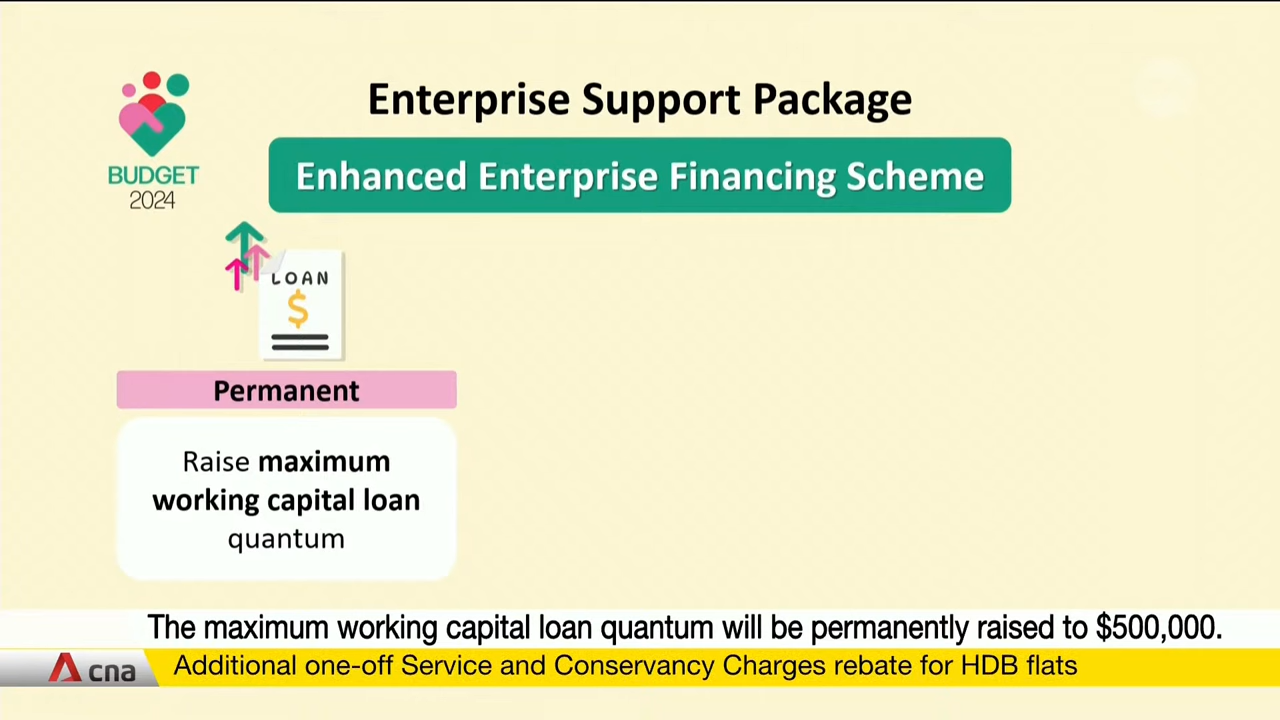 Enterprise Support Package
BUDGET
2024
Enhanced Enterprise Financing Scheme
LOAN
$
Permanent
Raise maximum
working capital loan
quantum
The maximum working capital loan quantum will be permanently raised to $500,000.
cna
Additional one-off Service and Conservancy Charges rebate for HDB flats